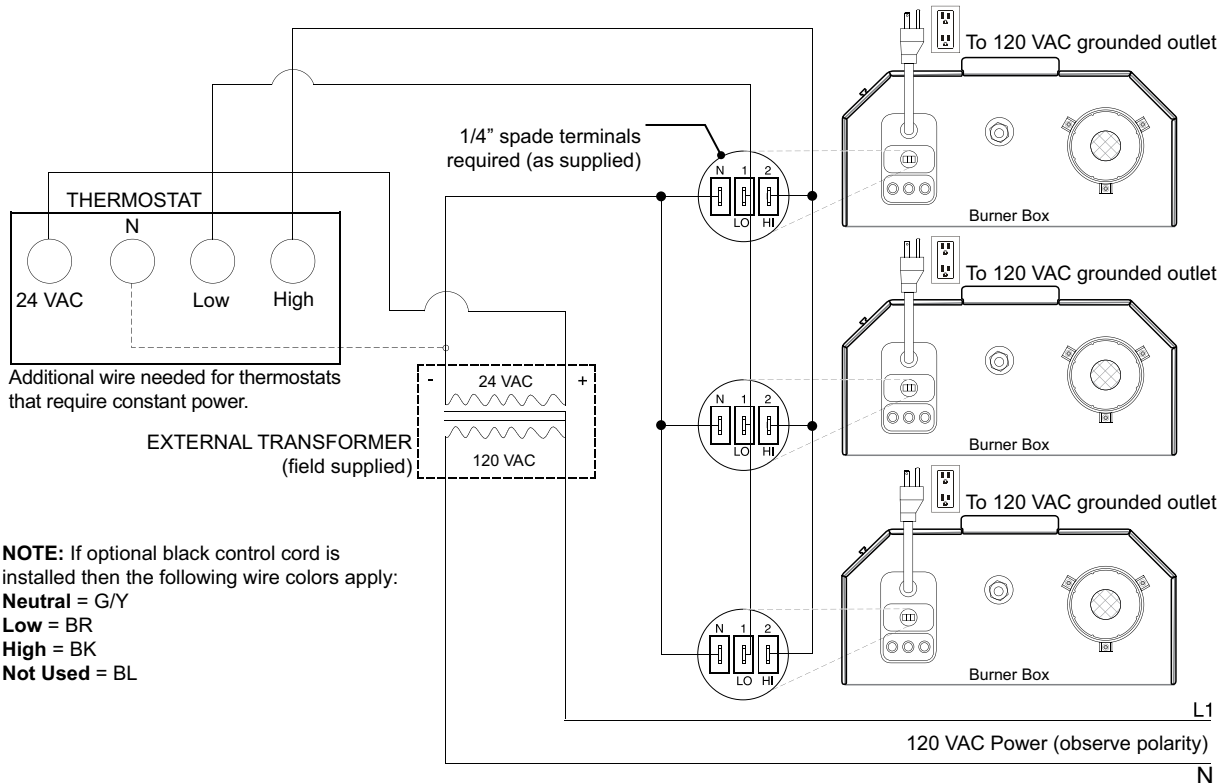 To 120 VAC grounded outlet
1/4” spade terminals
required (as supplied)
N 1 2
LO HI
Burner Box
THERMOSTAT
N
24 VAC
Low
High
To 120 VAC grounded outlet
Additional wire needed for thermostats
that require constant power.
- 24 VAC +
EXTERNAL TRANSFORMER
(field supplied)
120 VAC
N 1 2
LO HI
Burner Box
To 120 VAC grounded outlet
NOTE: If optional black control cord is
installed then the following wire colors apply:
Neutral = G/Y
Low = BR
High = BK
Not Used = BL
N 1 2
LO HI
Burner Box
L1
120 VAC Power (observe polarity)
N